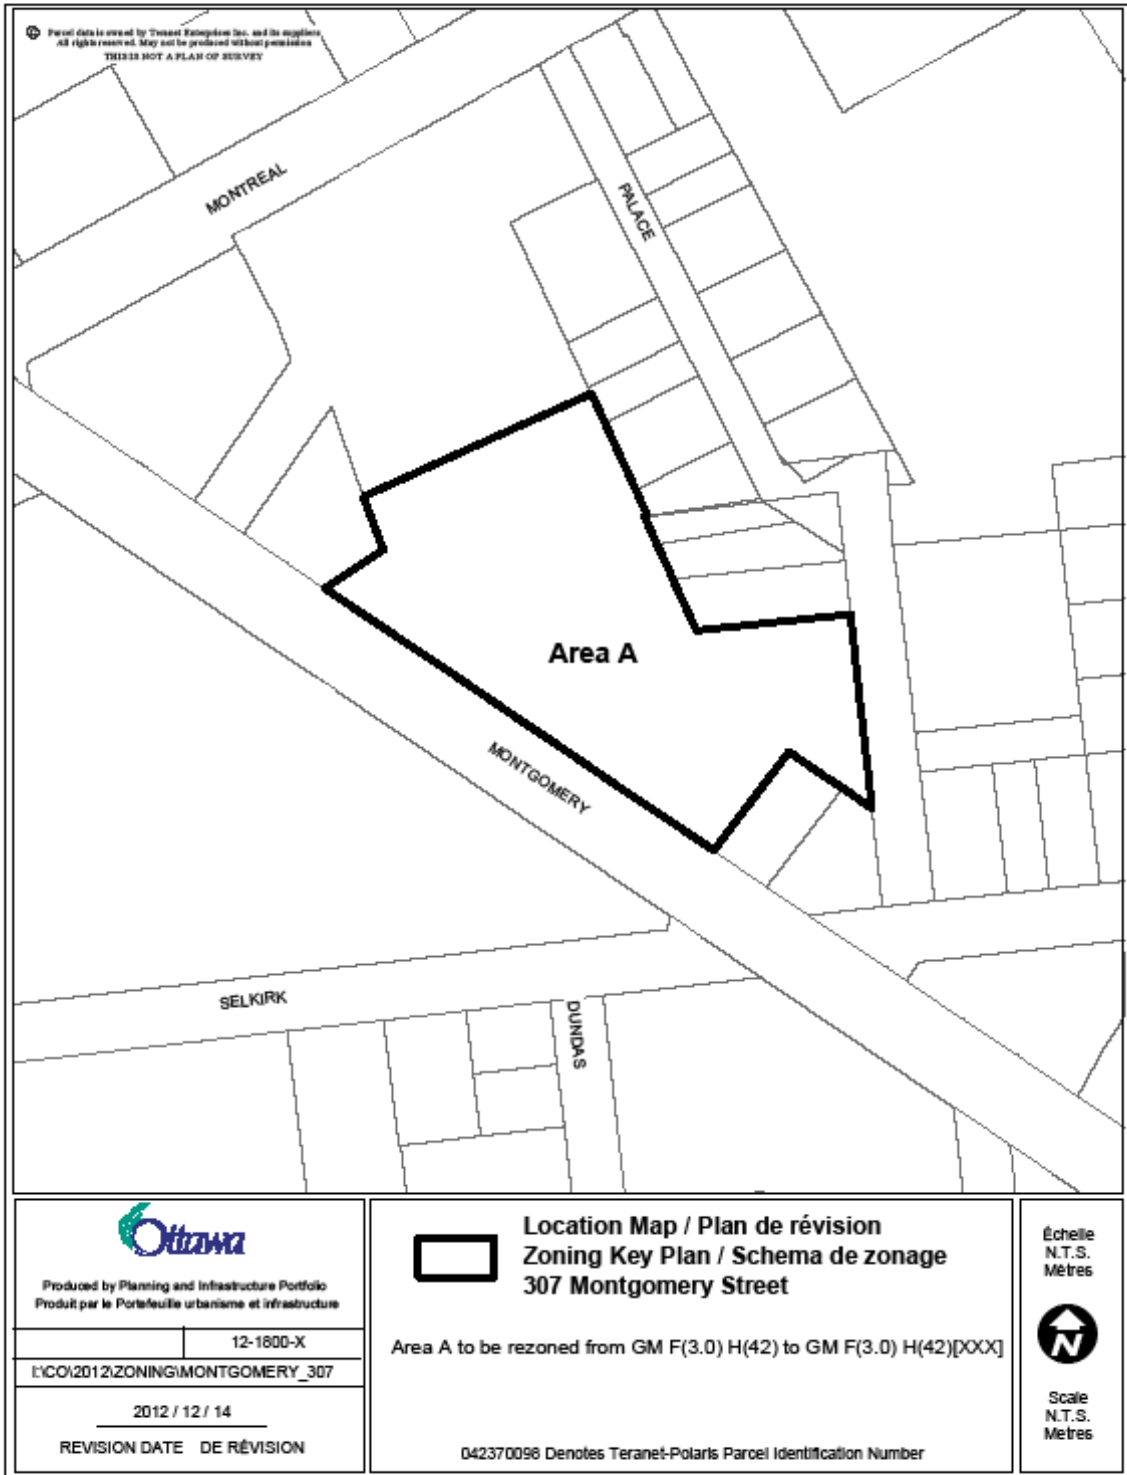 © Parcel data is owned by Teranet Enterprises Inc. and its suppliers
All rights reserved. May not be produced without permission
THIS IS NOT A PLAN OF SURVEY
MONTREAL
PALACE
Area A
MONTGOMERY
SELKIRK
DUNDAS
Ottawa
Produced by Planning and Infrastructure Portfolio
Produit par le Portefeuille urbanisme et infrastructure
12-1800-X
I:\CO\2012\ZONING\MONTGOMERY_307
2012 / 12 / 14
REVISION DATE DE RÉVISION
Location Map / Plan de révision
Zoning Key Plan / Schema de zonage
307 Montgomery Street
Area A to be rezoned from GM F(3.0) H(42) to GM F(3.0) H(42)[XXX]
042370098 Denotes Teranet-Polaris Parcel Identification Number
Échelle
N.T.S.
Mètres
N
Scale
N.T.S.
Metres